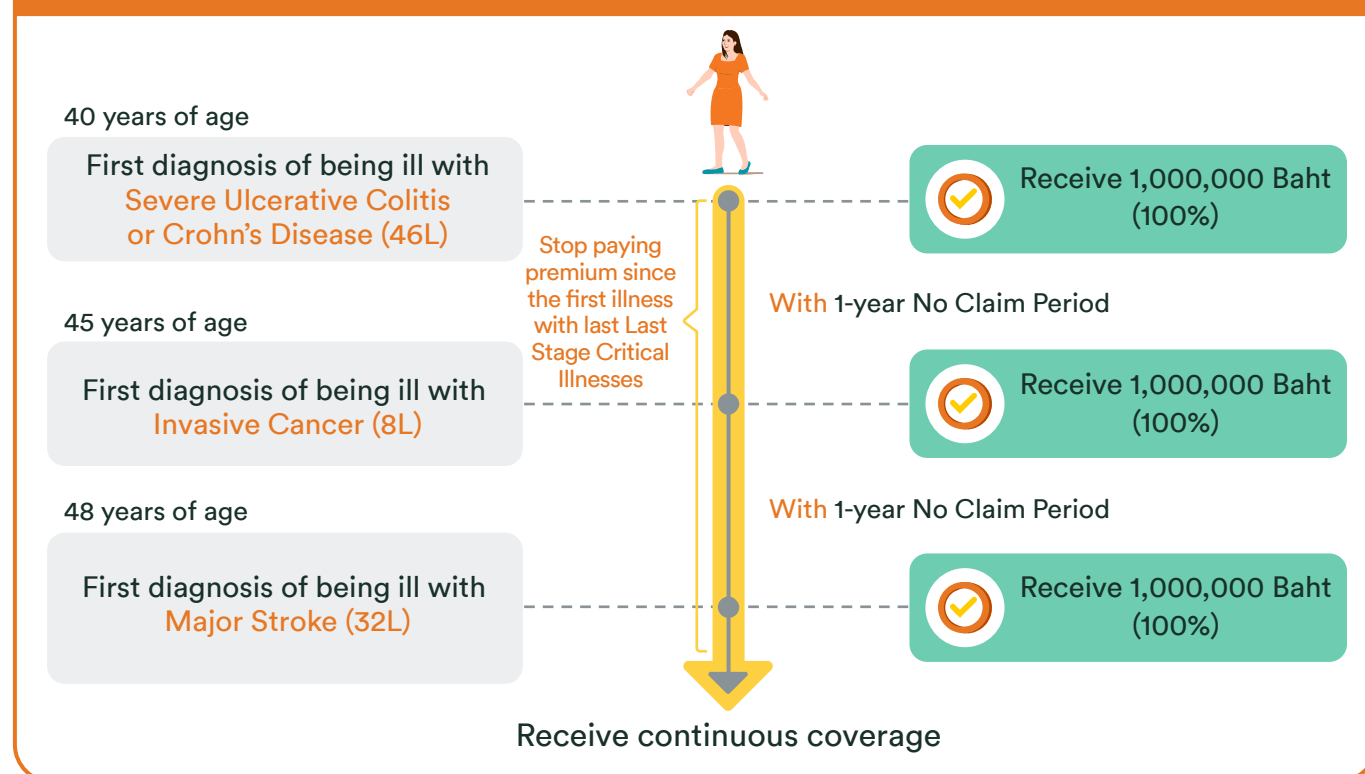 40 years of age
First diagnosis of being ill with
Severe Ulcerative Colitis
or Crohn's Disease (46L)
Receive 1,000,000 Baht
(100%)
Stop paying
premium since
the first illness
with last Last
Stage Critical
Illnesses
With 1-year No Claim Period
45 years of age
First diagnosis of being ill with
Invasive Cancer (8L)
Receive 1,000,000 Baht
(100%)
With 1-year No Claim Period
48 years of age
First diagnosis of being ill with
Major Stroke (32L)
Receive 1,000,000 Baht
(100%)
Receive continuous coverage